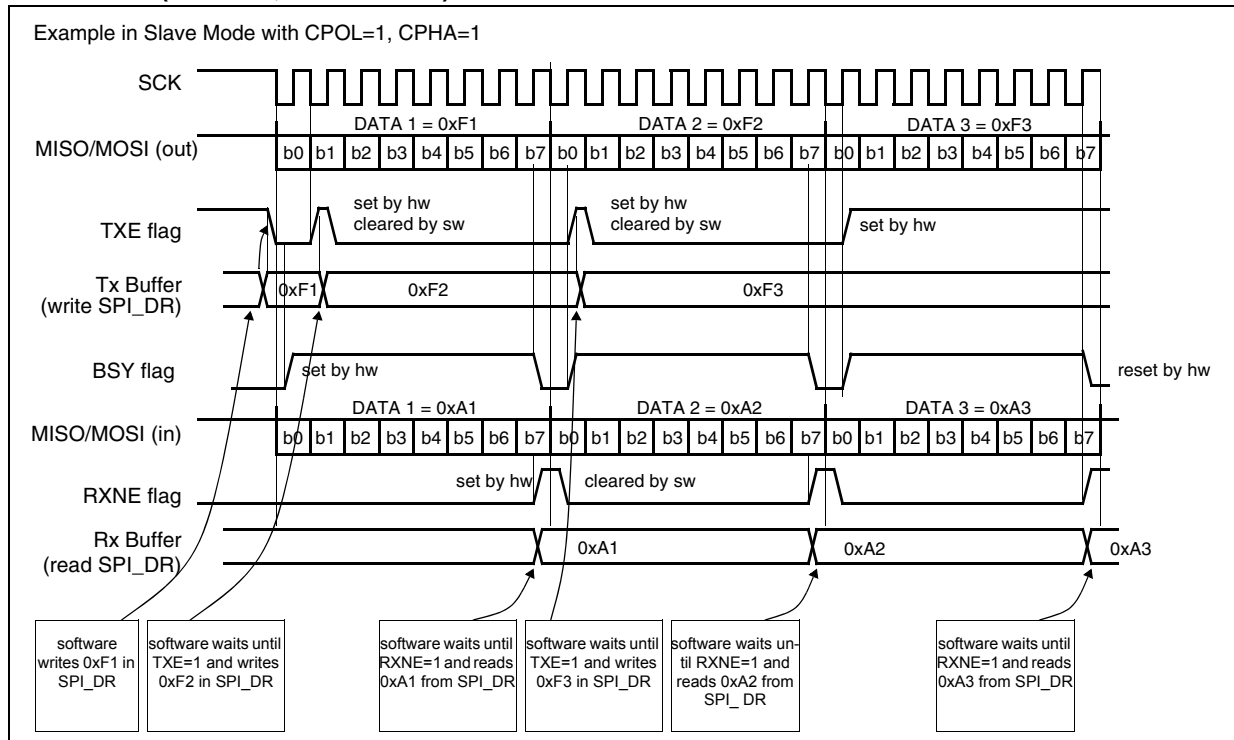 Example in Slave Mode with CPOL=1, CPHA=1
SCK
DATA 1 = 0xF1 DATA 2 = 0xF2 DATA 3 = 0xF3
MISO/MOSI (out)
b0 b1 b2 b3 b4 b5 b6 b7 b0 b1 b2 b3 b4 b5 b6 b7 b0 b1 b2 b3 b4 b5 b6 b7
set by hw
cleared by sw
set by hw
cleared by sw
set by hw
TXE flag
Tx Buffer
(write SPI_DR)
0xF1 0xF2 0xF3
BSY flag
set by hw
reset by hw
DATA 1 = 0xA1 DATA 2 = 0xA2 DATA 3 = 0xA3
MISO/MOSI (in)
b0 b1 b2 b3 b4 b5 b6 b7 b0 b1 b2 b3 b4 b5 b6 b7 b0 b1 b2 b3 b4 b5 b6 b7
RXNE flag
set by hw cleared by sw
Rx Buffer
(read SPI_DR)
0xA1 0xA2 0xA3
software
writes 0xF1 in
SPI_DR
software waits until
TXE=1 and writes
0xF2 in SPI_DR
software waits until
RXNE=1 and reads
0xA1 from SPI_DR
software waits until
TXE=1 and writes
0xF3 in SPI_DR
software waits un-
til RXNE=1 and
reads 0xA2 from
SPI_ DR
software waits until
RXNE=1 and reads
0xA3 from SPI_DR